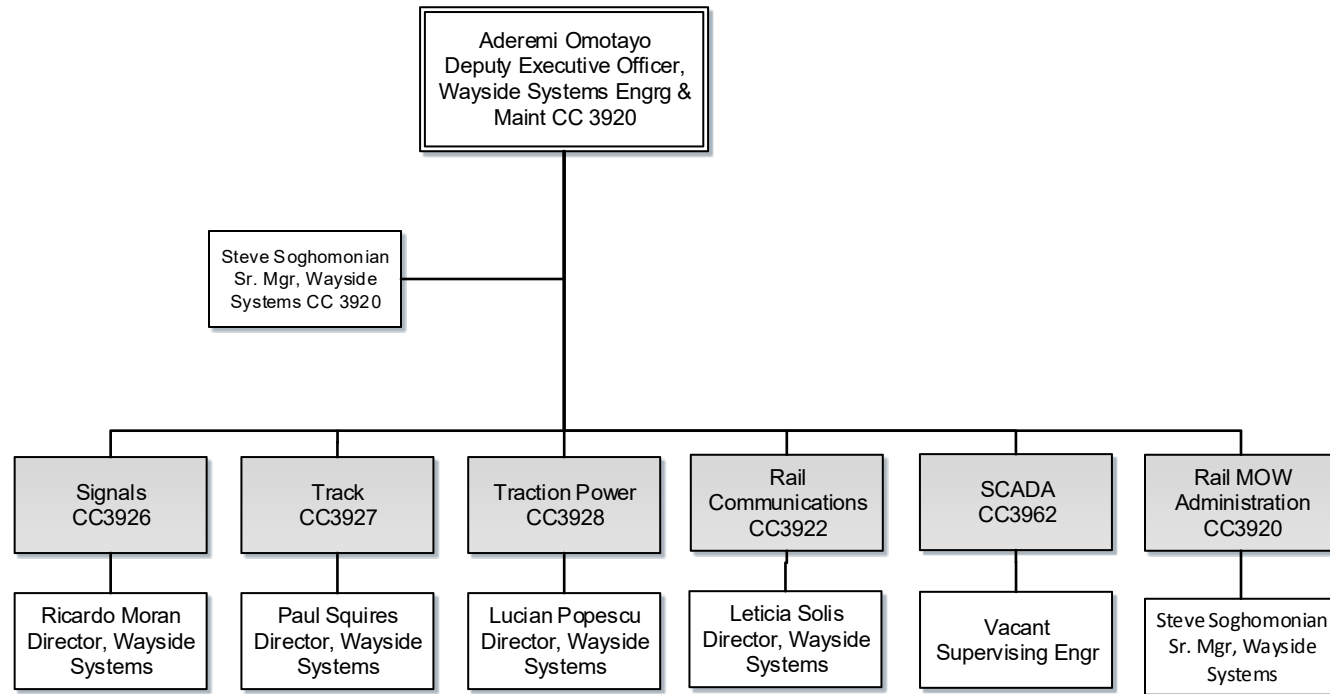 Aderemi Omotayo
Deputy Executive Officer,
Wayside Systems Engrg &
Maint CC 3920
Steve Soghomonian
Sr. Mgr, Wayside
Systems CC 3920
Signals
CC3926
Track
CC3927
Traction Power
CC3928
Rail
Communications
CC3922
SCADA
CC3962
Rail MOW
Administration
CC3920
Ricardo Moran
Director, Wayside
Systems
Paul Squires
Director, Wayside
Systems
Lucian Popescu
Director, Wayside
Systems
Leticia Solis
Director, Wayside
Systems
Vacant
Supervising Engr
Steve Soghomonian
Sr. Mgr, Wayside
Systems